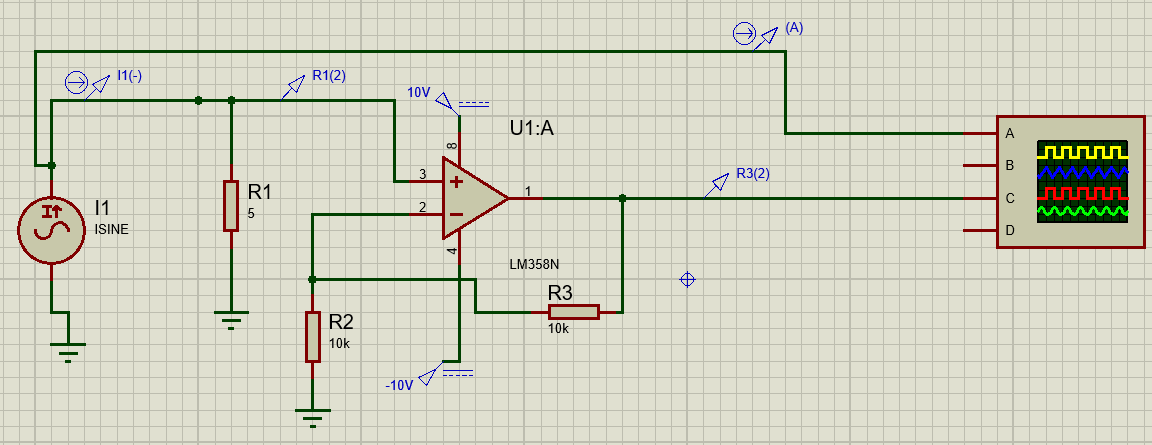 (A)
I1(-)
R1(2)
10V
U1:A
8
A
B
3
1
R3(2)
C
2
D
R1
5
I1
ISINE
4
LM358N
R3
10k
R2
10k
-10V